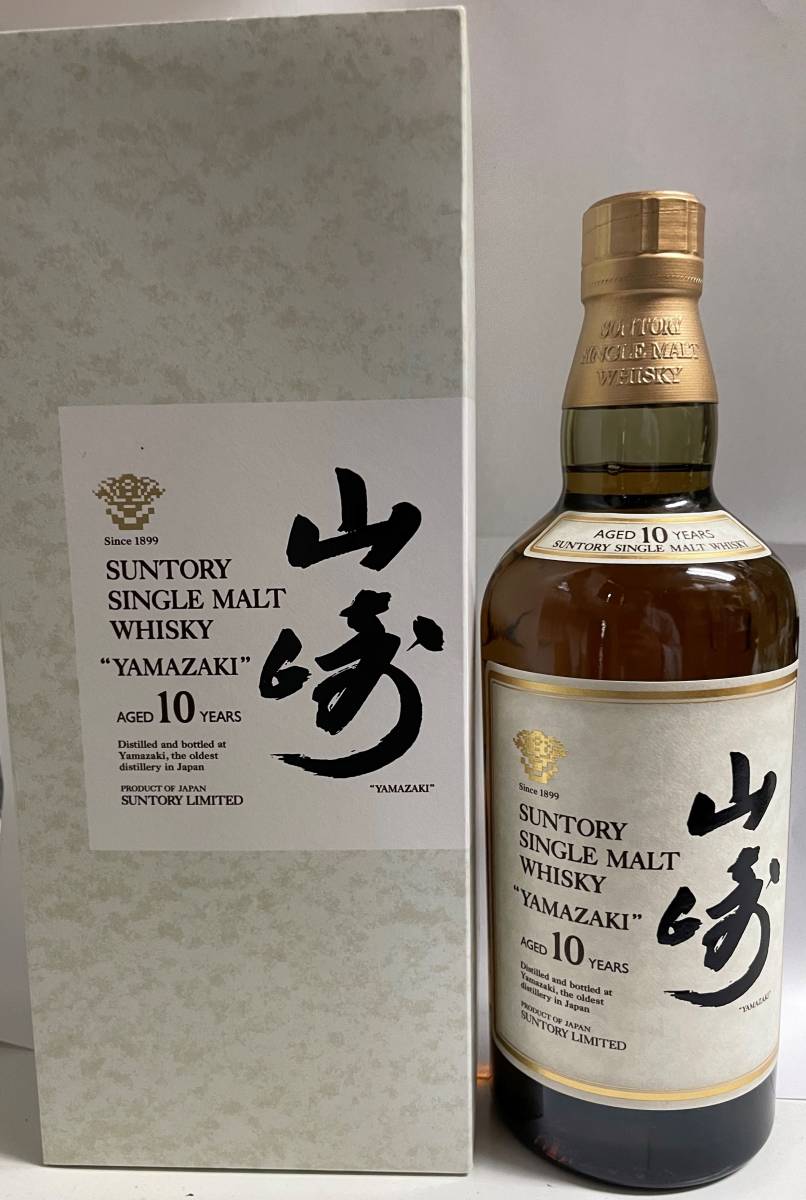 Since 1899
SUNTORY
SINGLE MALT
WHISKY
“YAMAZAKI”
AGED 10 YEARS
Distilled and bottled at
Yamazaki, the oldest
distillery in Japan
PRODUCT OF JAPAN
SUNTORY LIMITED
山崎
“YAMAZAKI”
SUNTORY
SINGLE MALT
WHISKY
AGED 10 YEARS
SUNTORY SINGLE MALT WHISKY
Since 1899
SUNTORY
SINGLE MALT
WHISKY
“YAMAZAKI”
AGED 10 YEARS
Distilled and bottled at
Yamazaki, the oldest
distillery in Japan
PRODUCT OF JAPAN
SUNTORY LIMITED
山崎
“YAMAZAKI”